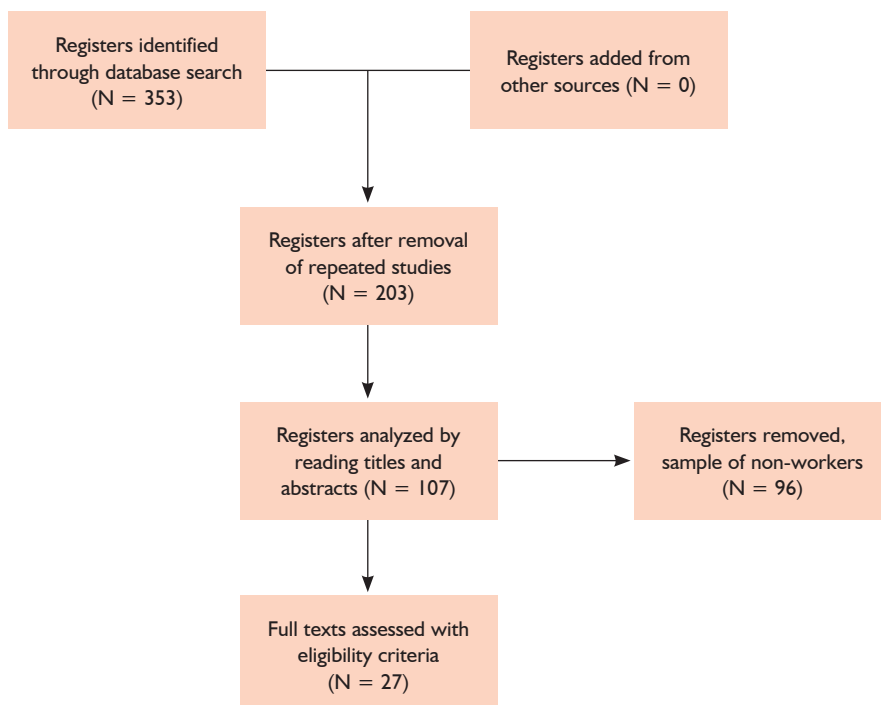 Registers identified
through database search
(N = 353)
Registers added from
other sources (N = 0)
Registers after removal
of repeated studies
(N = 203)
Registers analyzed by
reading titles and
abstracts (N = 107)
Registers removed,
sample of non-workers
(N = 96)
Full texts assessed with
eligibility criteria
(N = 27)